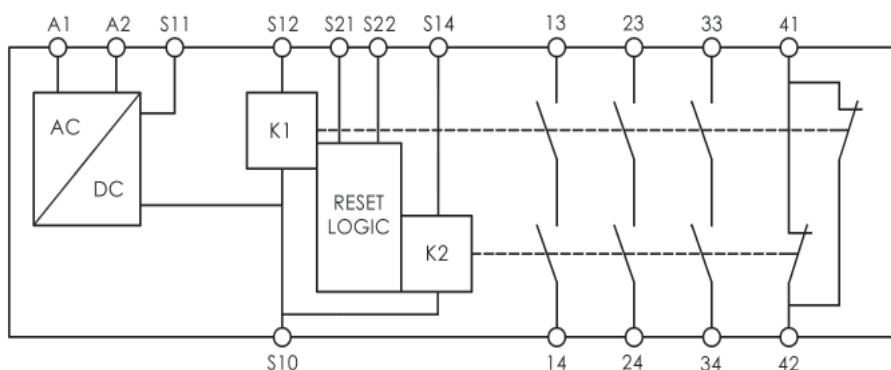 A1 A2 S11 S12 S21 S22 S14 13 23 33 41
AC
DC
K1
RESET
LOGIC
K2
S10 14 24 34 42